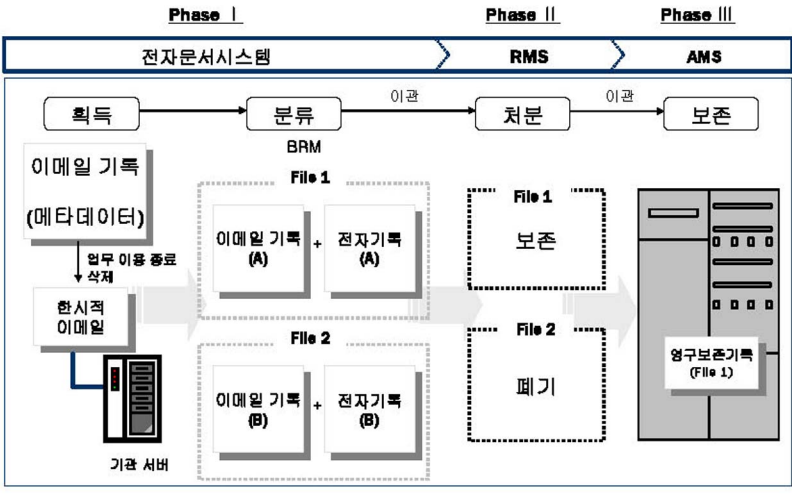 Phase Ⅰ
Phase Ⅱ
Phase Ⅲ
전자문서시스템
RMS
AMS
획득
분류
이관
처분
이관
보존
BRM
이메일 기록
(메타데이터)
업무 이용 종료
삭제
한시적
이메일
기관 서버
File 1
이메일 기록
(A)
+
전자기록
(A)
File 2
이메일 기록
(B)
+
전자기록
(B)
File 1
보존
File 2
폐기
영구보존기록
(File 1)